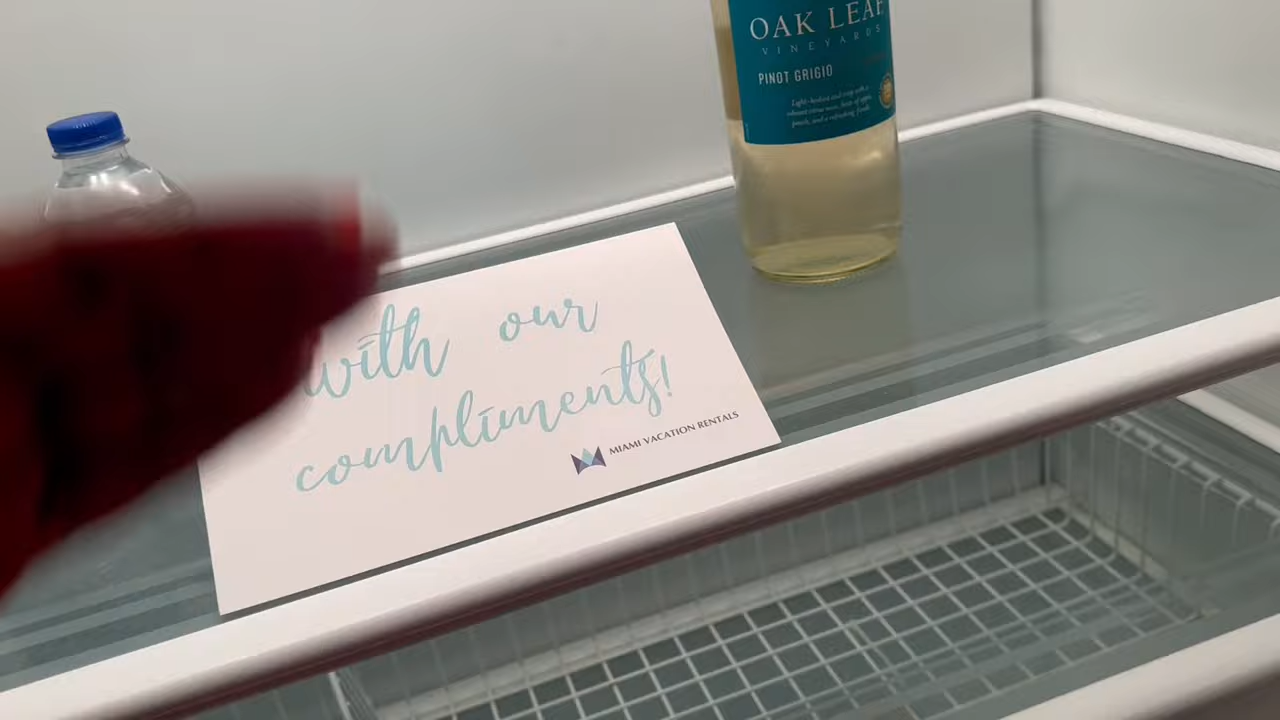 OAK LEAF
VINEYARDS
PINOT GRIGIO
with our
compliments!
MIAMI VACATION RENTALS